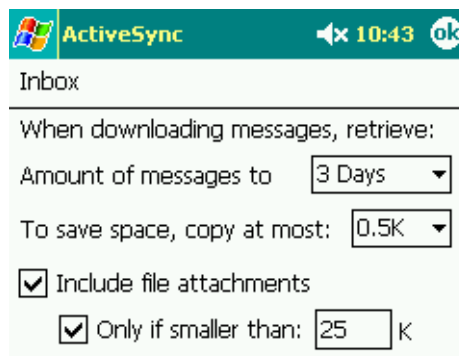 ActiveSync 10:43 ok
Inbox
When downloading messages, retrieve:
Amount of messages to 3 Days
To save space, copy at most: 0.5K
Include file attachments
Only if smaller than: 25 K